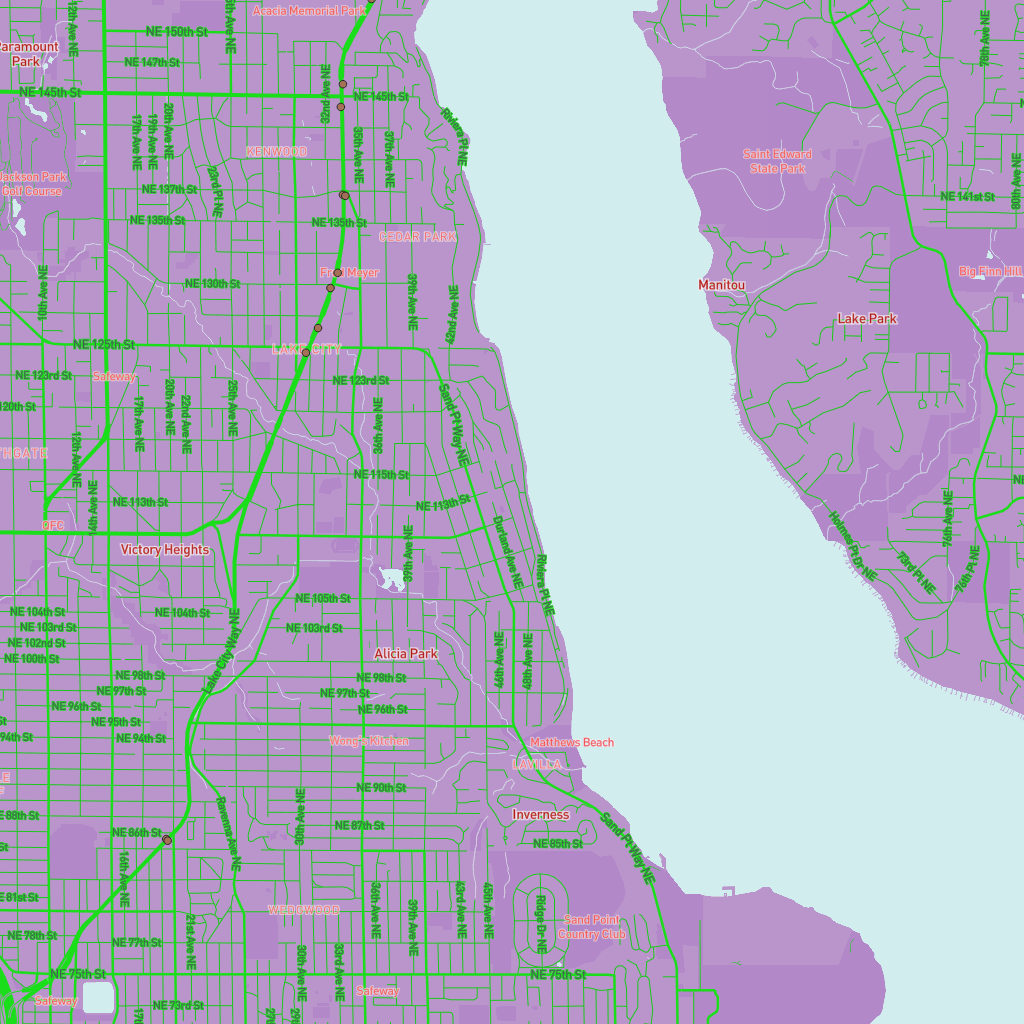 Acacia Memorial Park
12th Ave NE
NE 150th St
78th Ave NE
Paramount
Park
NE 147th St
32nd Ave NE
NE 145th St
NE 145th St
Riviera Pl NE
17th Ave NE
19th Ave NE
20th Ave NE
35th Ave NE
37th Ave NE
KENWOOD
Saint Edward
State Park
Jackson Park
Golf Course
23rd Pl NE
NE 137th St
NE 141st St
80th Ave NE
NE 135th St
NE 135th St
CEDAR PARK
10th Ave NE
NE 130th St
Fred Meyer
39th Ave NE
42nd Ave NE
Manitou
Big Finn Hill
Lake Park
NE 125th St
LAKE CITY
NE 123rd St
Safeway
NE 123rd St
Sand Pt Way NE
120th St
17th Ave NE
20th Ave NE
22nd Ave NE
25th Ave NE
36th Ave NE
12th Ave NE
THGATE
NE 115th St
14th Ave NE
NE 113th St
NE 113th St
QFC
Victory Heights
39th Ave NE
Durland Ave NE
Riviera Pl NE
Holmes Pt Dr NE
76th Ave NE
73rd Pl NE
76th Pl NE
NE 104th St
NE 104th St
NE 105th St
NE 103rd St
NE 103rd St
NE 102nd St
NE 100th St
Lake City Way NE
Alicia Park
46th Ave NE
48th Ave NE
NE 98th St
NE 98th St
NE 97th St
NE 97th St
NE 96th St
NE 96th St
NE 95th St
94th St
NE 94th St
Wong's Kitchen
Matthews Beach
LAVILLA
NE 90th St
30th Ave NE
Ravenna Ave NE
Inverness
E 88th St
NE 86th St
NE 87th St
NE 85th St
Sand Pt Way NE
16th Ave NE
E 81st St
36th Ave NE
39th Ave NE
43rd Ave NE
45th Ave NE
Ridge Dr NE
WEDGWOOD
Sand Point
Country Club
21st Ave NE
NE 78th St
NE 77th St
30th Ave NE
33rd Ave NE
NE 75th St
NE 75th St
Safeway
Safeway
NE 73rd St